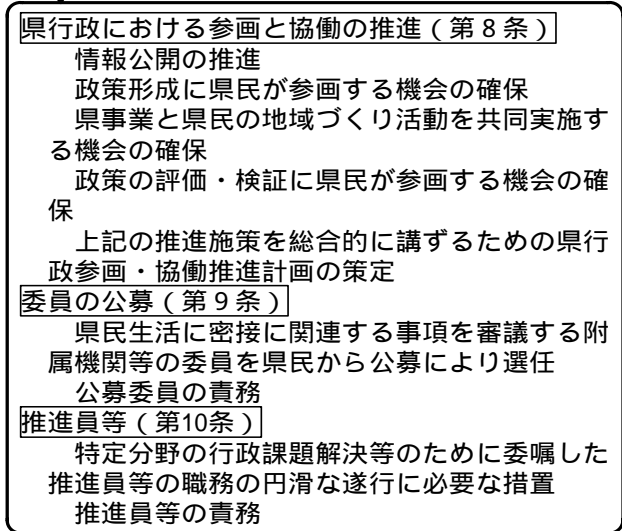 県行政における参画と協働の推進(第8条)
情報公開の推進
政策形成に県民が参画する機会の確保
県事業と県民の地域づくり活動を共同実施す
る機会の確保
政策の評価・検証に県民が参画する機会の確
保
上記の推進施策を総合的に講ずるための県行
政参画・協働推進計画の策定
委員の公募(第9条)
県民生活に密接に関連する事項を審議する附
属機関等の委員を県民から公募により選任
公募委員の責務
推進員等(第10条)
特定分野の行政課題解決等のために委嘱した
推進員等の職務の円滑な遂行に必要な措置
推進員等の責務